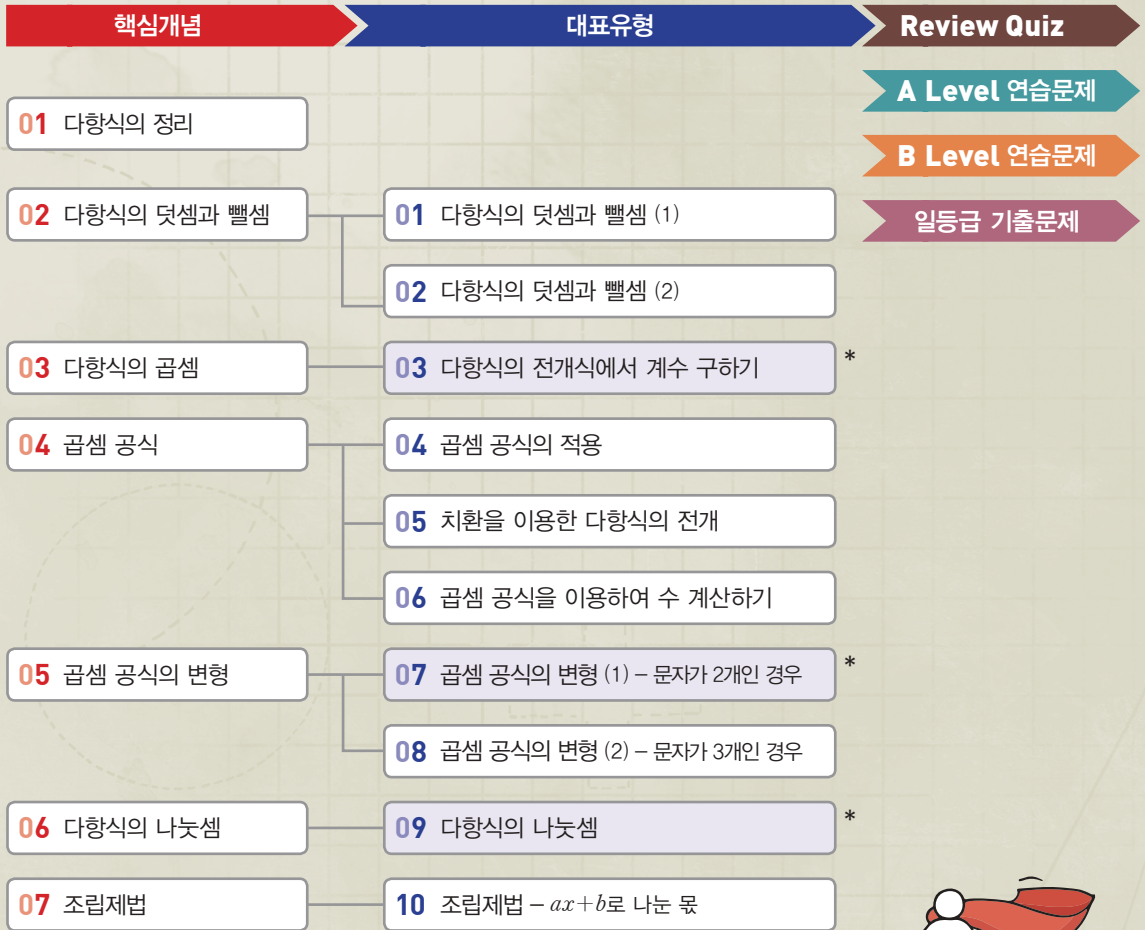 핵심개념
대표유형
Review Quiz
A Level 연습문제
B Level 연습문제
일등급 기출문제
01 다항식의 정리
02 다항식의 덧셈과 뺄셈
01 다항식의 덧셈과 뺄셈 (1)
02 다항식의 덧셈과 뺄셈 (2)
03 다항식의 곱셈
03 다항식의 전개식에서 계수 구하기 *
04 곱셈 공식
04 곱셈 공식의 적용
05 치환을 이용한 다항식의 전개
06 곱셈 공식을 이용하여 수 계산하기
05 곱셈 공식의 변형
07 곱셈 공식의 변형 (1) – 문자가 2개인 경우 *
08 곱셈 공식의 변형 (2) – 문자가 3개인 경우
06 다항식의 나눗셈
09 다항식의 나눗셈 *
07 조립제법
10 조립제법 – ax+b로 나눈 몫